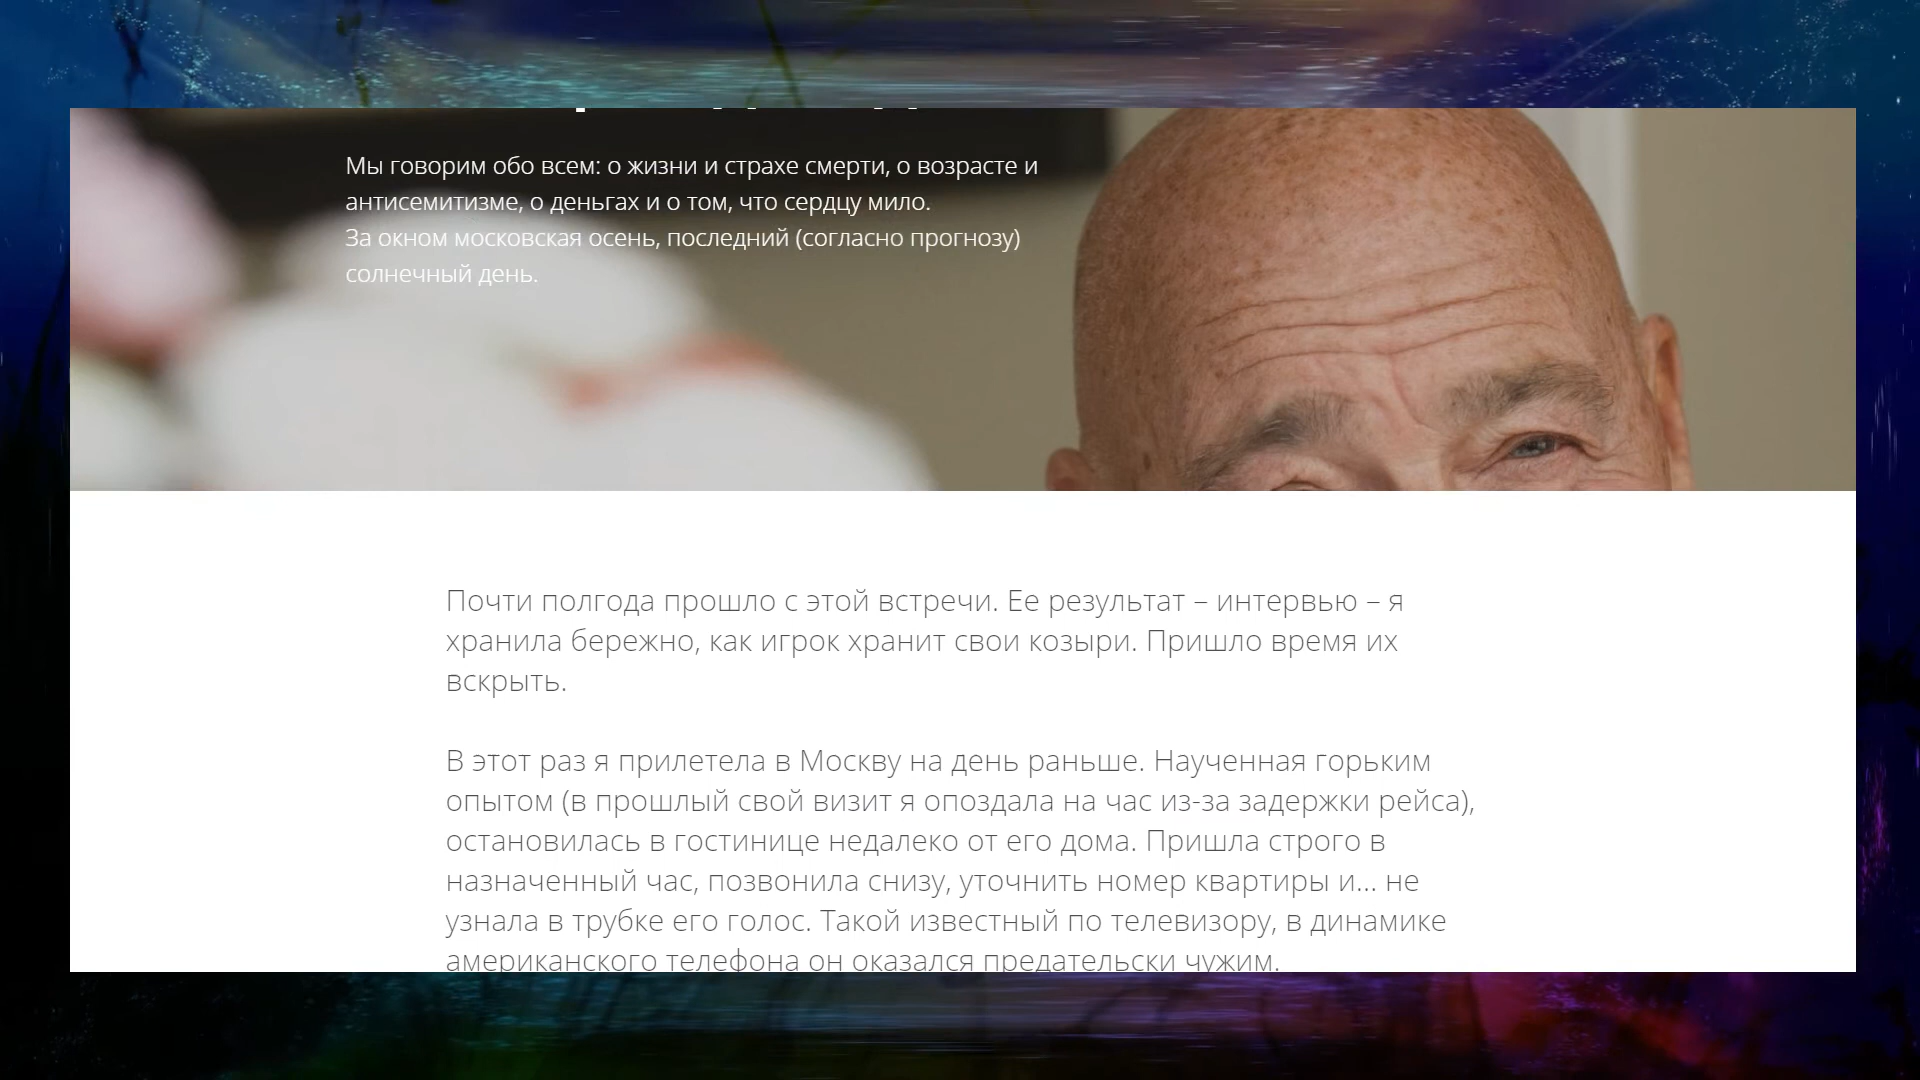 Мы говорим обо всем: о жизни и страхе смерти, о возрасте и
антисемитизме, о деньгах и о том, что сердцу мило.
За окном московская осень, последний (согласно прогнозу)
солнечный день.
Почти полгода прошло с этой встречи. Ее результат – интервью – я
хранила бережно, как игрок хранит свои козыри. Пришло время их
вскрыть.
В этот раз я прилетела в Москву на день раньше. Наученная горьким
опытом (в прошлый свой визит я опоздала на час из-за задержки рейса),
остановилась в гостинице недалеко от его дома. Пришла строго в
назначенный час, позвонила снизу, уточнить номер квартиры и... не
узнала в трубке его голос. Такой известный по телевизору, в динамике
американского телефона он оказался предательски чужим.